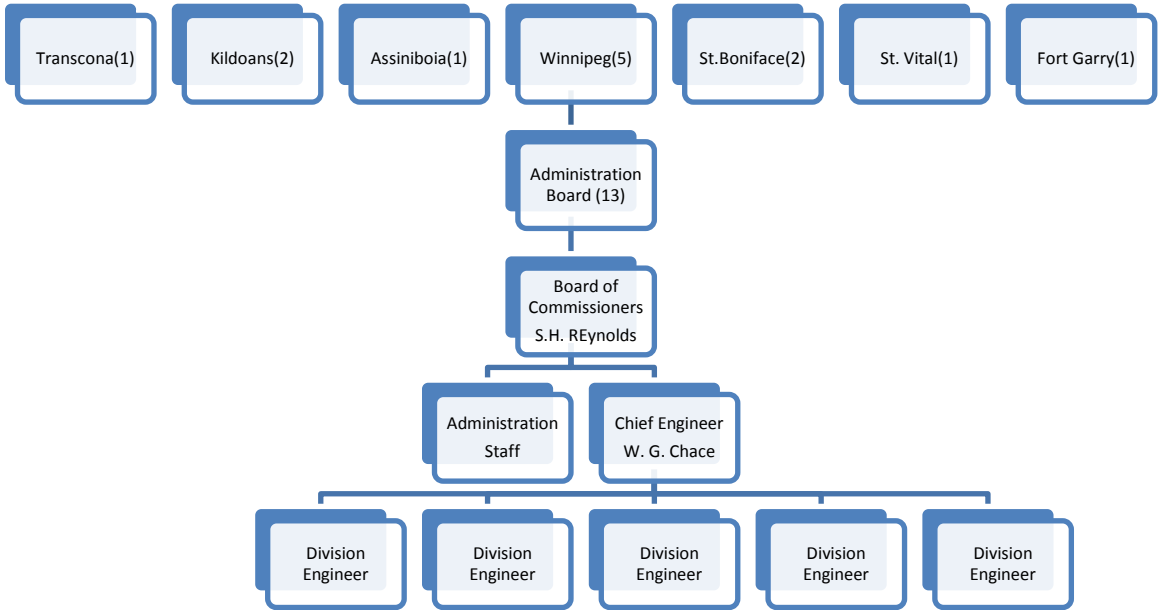 Transcona(1)
Kildoans(2)
Assiniboia(1)
Winnipeg(5)
St.Boniface(2)
St. Vital(1)
Fort Garry(1)
Administration
Board (13)
Board of
Commissioners
S.H. REynolds
Administration
Staff
Chief Engineer
W. G. Chace
Division
Engineer
Division
Engineer
Division
Engineer
Division
Engineer
Division
Engineer